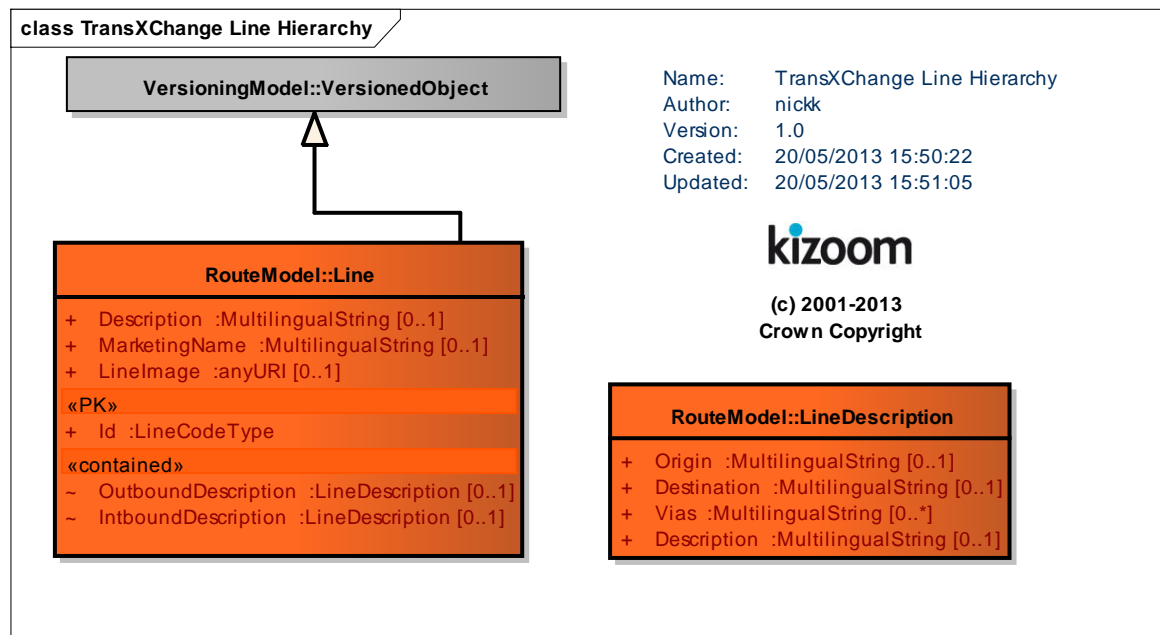 class TransXChange Line Hierarchy
VersioningModel::VersionedObject
Name: TransXChange Line Hierarchy
Author: nickk
Version: 1.0
Created: 20/05/2013 15:50:22
Updated: 20/05/2013 15:51:05
kizoom
(c) 2001-2013
Crown Copyright
RouteModel::Line
+ Description :MultilingualString [0..1]
+ MarketingName :MultilingualString [0..1]
+ LineImage :anyURI [0..1]
«PK»
+ Id :LineCodeType
«contained»
~ OutboundDescription :LineDescription [0..1]
~ IntboundDescription :LineDescription [0..1]
RouteModel::LineDescription
+ Origin :MultilingualString [0..1]
+ Destination :MultilingualString [0..1]
+ Vias :MultilingualString [0..*]
+ Description :MultilingualString [0..1]